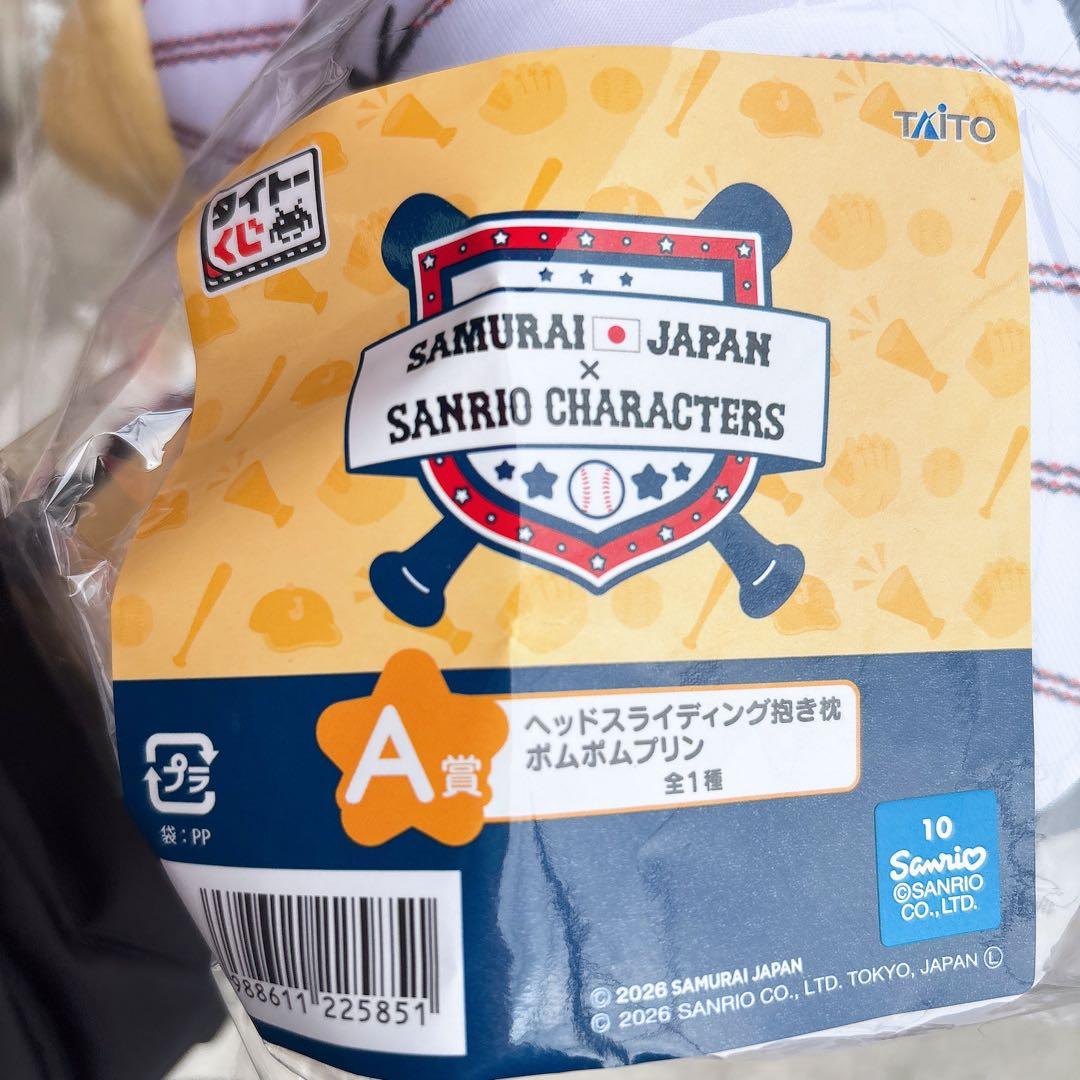 TAITO
タイトー
くじ
SAMURAI JAPAN
×
SANRIO CHARACTERS
A賞
ヘッドスライディング抱き枕
ポムポムプリン
全1種
プラ
袋：PP
10
Sanrio
©SANRIO
CO., LTD.
988611 225851
© 2026 SAMURAI JAPAN
© 2026 SANRIO CO., LTD. TOKYO, JAPAN Ⓛ